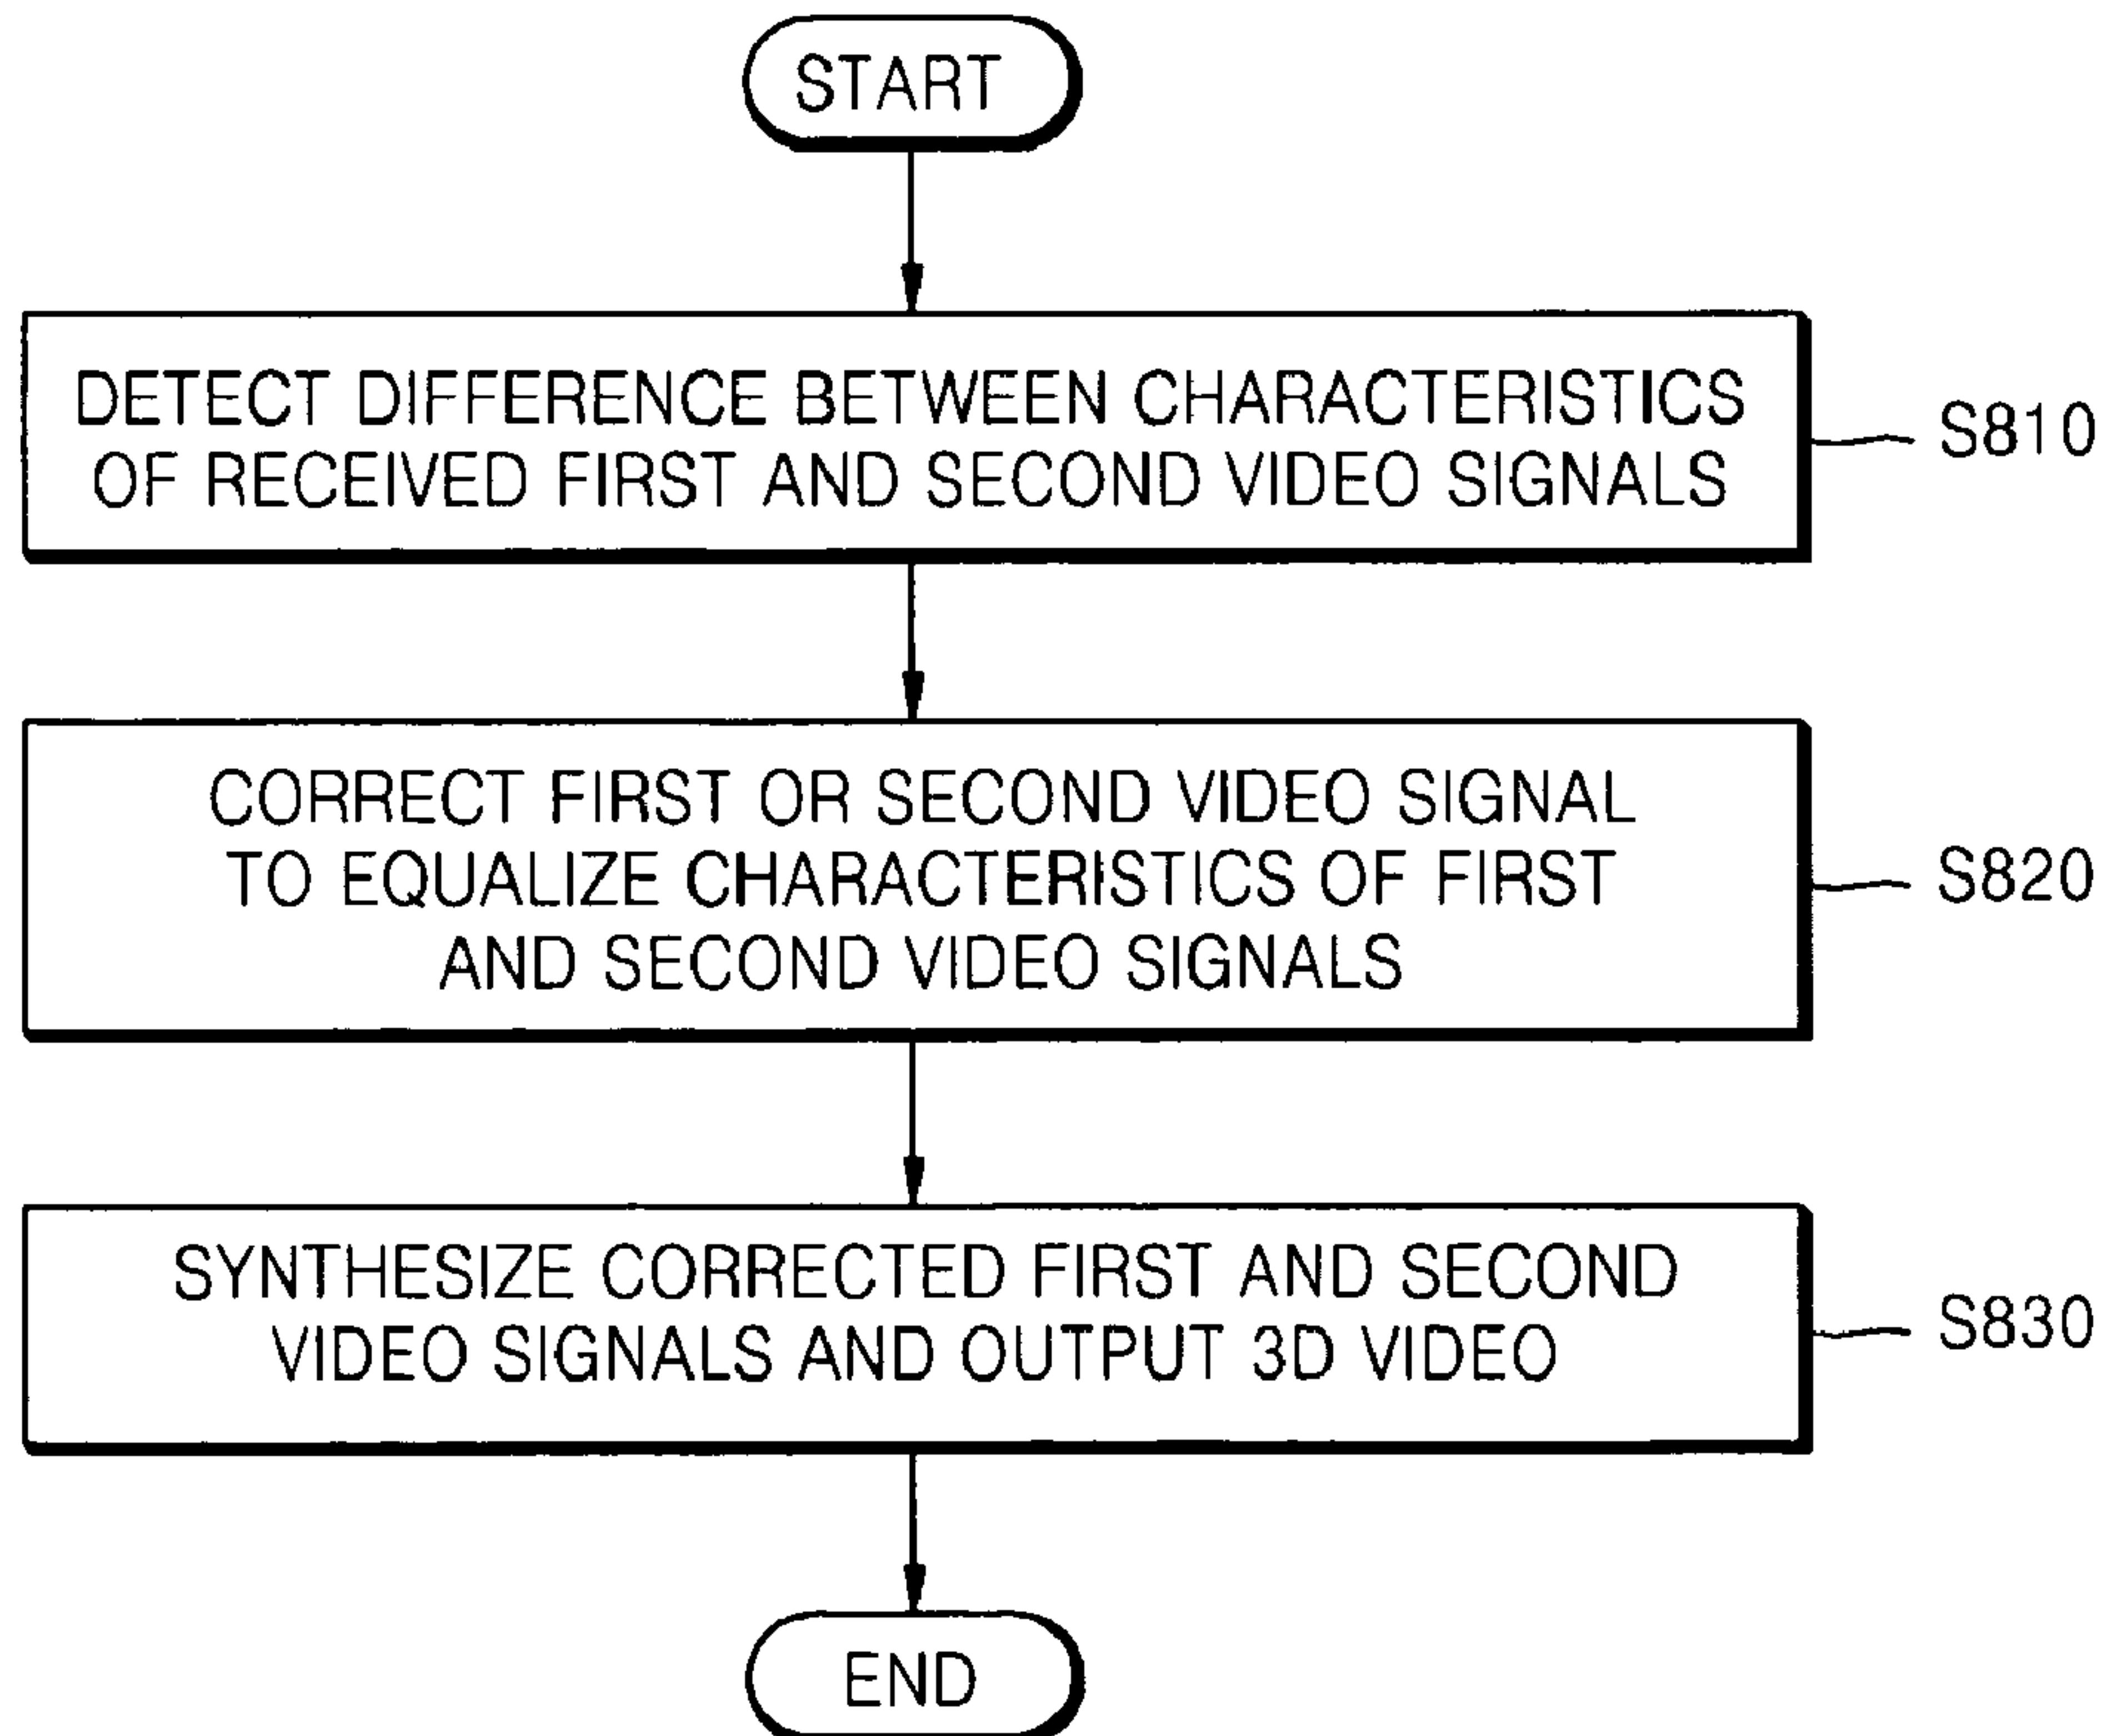 START
DETECT DIFFERENCE BETWEEN CHARACTERISTICS
OF RECEIVED FIRST AND SECOND VIDEO SIGNALS
S810
CORRECT FIRST OR SECOND VIDEO SIGNAL
TO EQUALIZE CHARACTERISTICS OF FIRST
AND SECOND VIDEO SIGNALS
S820
SYNTHESIZE CORRECTED FIRST AND SECOND
VIDEO SIGNALS AND OUTPUT 3D VIDEO
S830
END